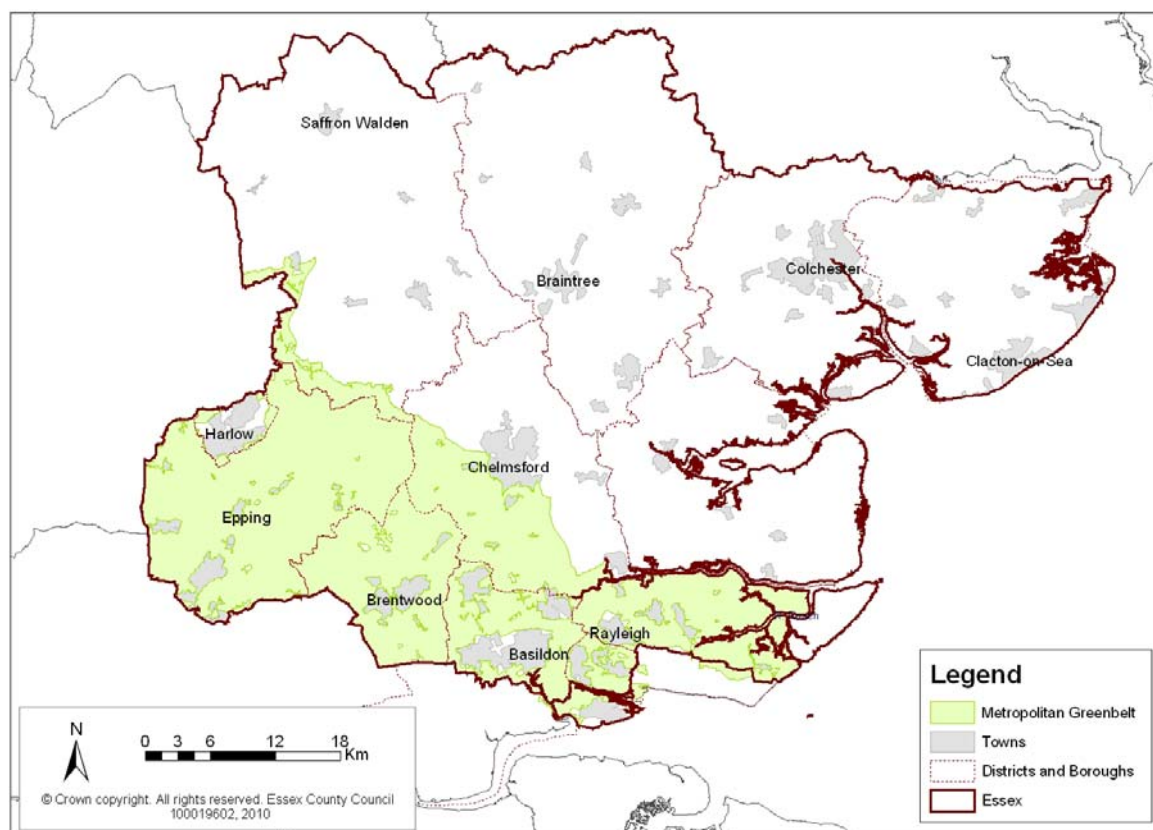 Saffron Walden
Braintree
Colchester
Clacton-on-Sea
Harlow
Chelmsford
Epping
Brentwood
Rayleigh
Basildon
Legend
Metropolitan Greenbelt
Towns
Districts and Boroughs
Essex
N
0 3 6 12 18
Km
© Crown copyright. All rights reserved. Essex County Council
100019602, 2010